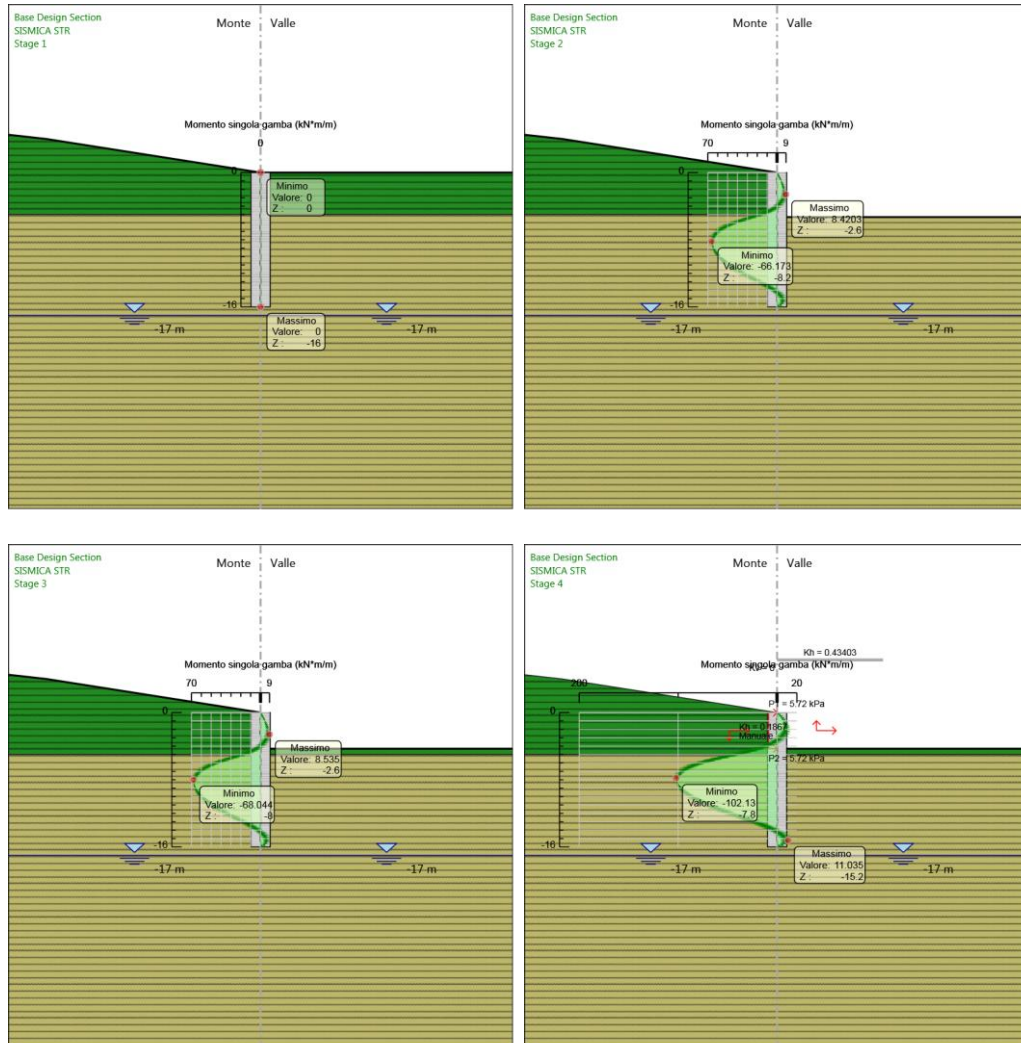 Base Design Section
SISMICA STR
Stage 1
Monte Valle
Momento singola gamba (kN*m/m)
0
0
Minimo
Valore: 0
Z : 0
-16
-17 m -17 m
Massimo
Valore: 0
Z : -16
Base Design Section
SISMICA STR
Stage 2
Monte Valle
Momento singola gamba (kN*m/m)
70 9
0
Massimo
Valore: 8.4203
Z : -2.6
Minimo
Valore: -66.173
Z : -8.2
-16
-17 m -17 m
Base Design Section
SISMICA STR
Stage 3
Monte Valle
Momento singola gamba (kN*m/m)
70 9
0
Massimo
Valore: 8.535
Z : -2.6
Minimo
Valore: -68.044
Z : -8
-16
-17 m -17 m
Base Design Section
SISMICA STR
Stage 4
Monte Valle
Kh = 0.43403
Momento singola gamba (kN*m/m)
200 20
P1 = 5.72 kPa
0
Manuale
P2 = 5.72 kPa
Minimo
Valore: -102.13
Z : -7.8
-16
Massimo
Valore: 11.035
Z : -15.2
-17 m -17 m